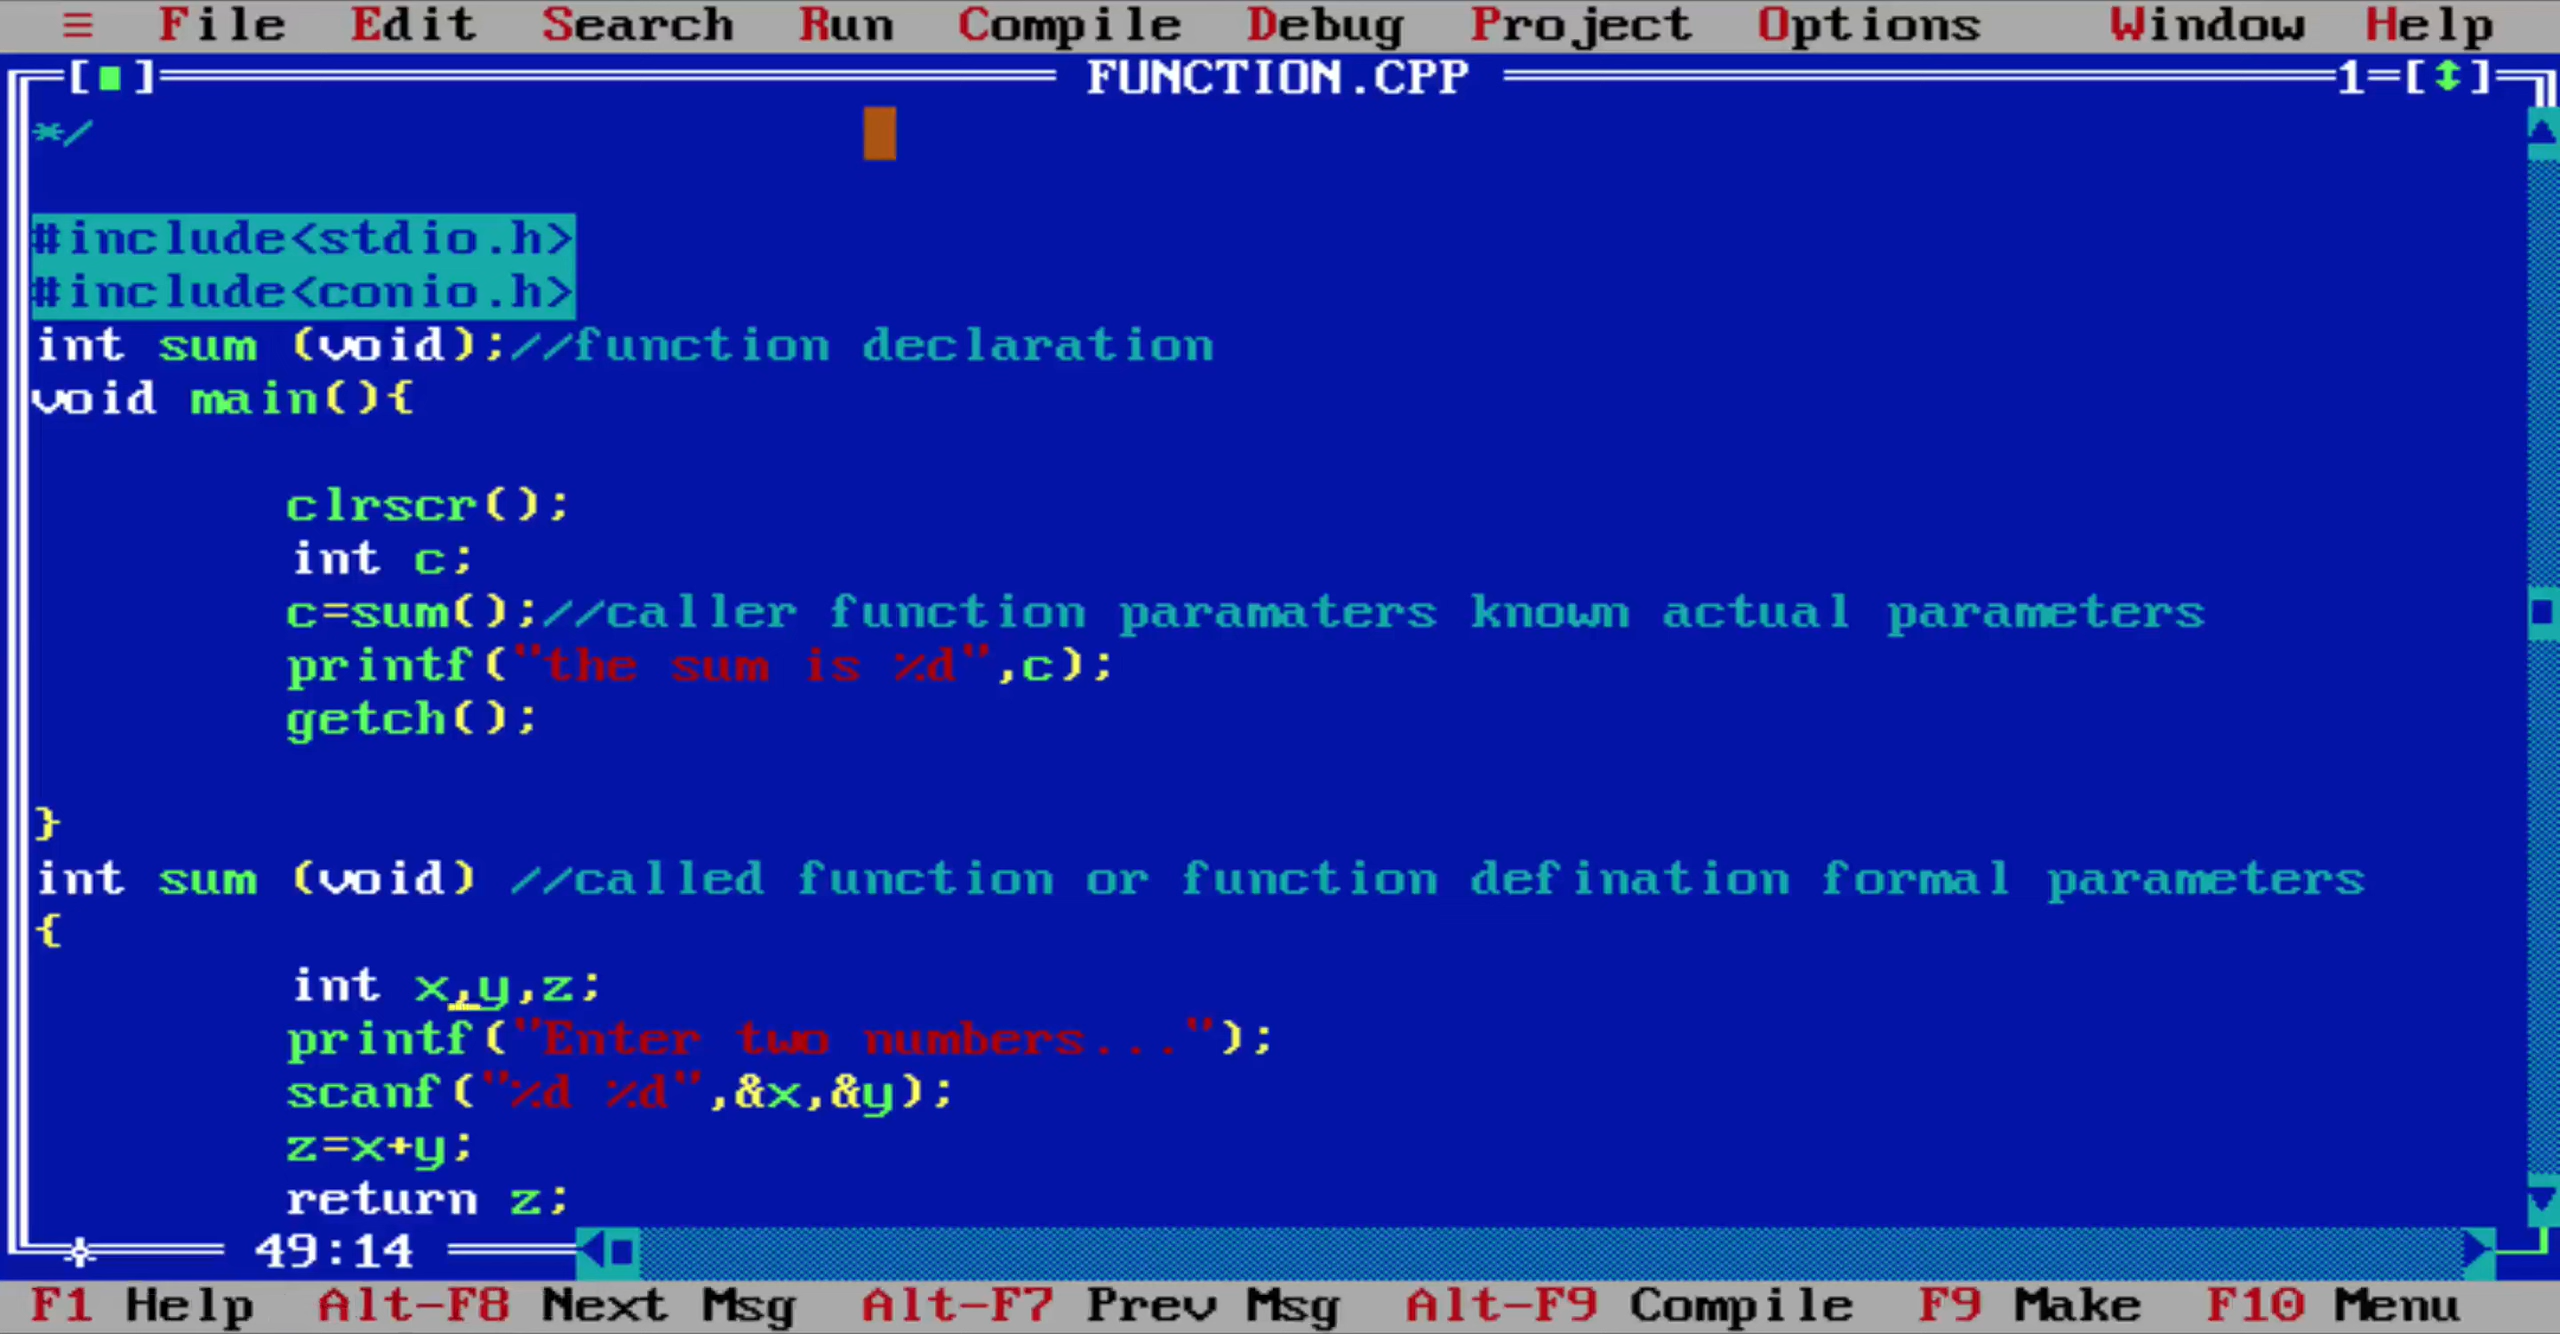 ≡ File Edit Search Run Compile Debug Project Options Window Help
[■] FUNCTION.CPP 1=[↕]
*/
#include<stdio.h>
#include<conio.h>
int sum (void);//function declaration
void main(){
clrscr();
int c;
c=sum();//caller function paramaters known actual parameters
printf("the sum is %d",c);
getch();
}
int sum (void) //called function or function defination formal parameters
{
int x,y,z;
printf("Enter two numbers...");
scanf("%d %d",&x,&y);
z=x+y;
return z;
49:14
F1 Help Alt-F8 Next Msg Alt-F7 Prev Msg Alt-F9 Compile F9 Make F10 Menu